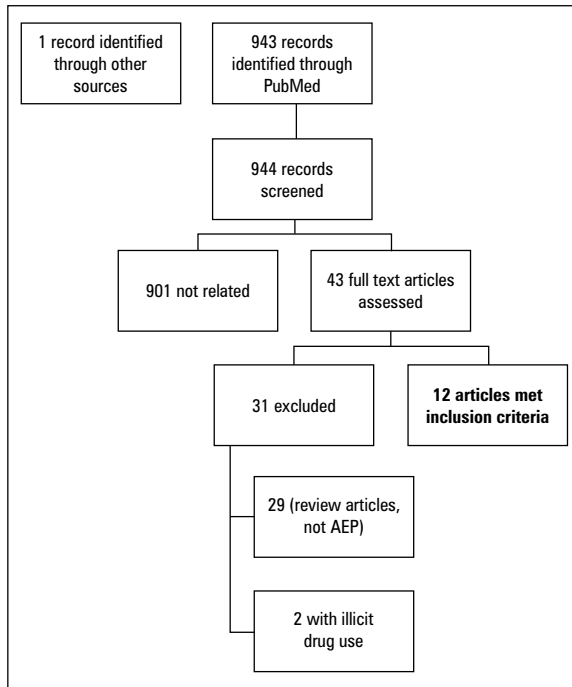 1 record identified
through other
sources
943 records
identified through
PubMed
944 records
screened
901 not related
43 full text articles
assessed
31 excluded
12 articles met
inclusion criteria
29 (review articles,
not AEP)
2 with illicit
drug use